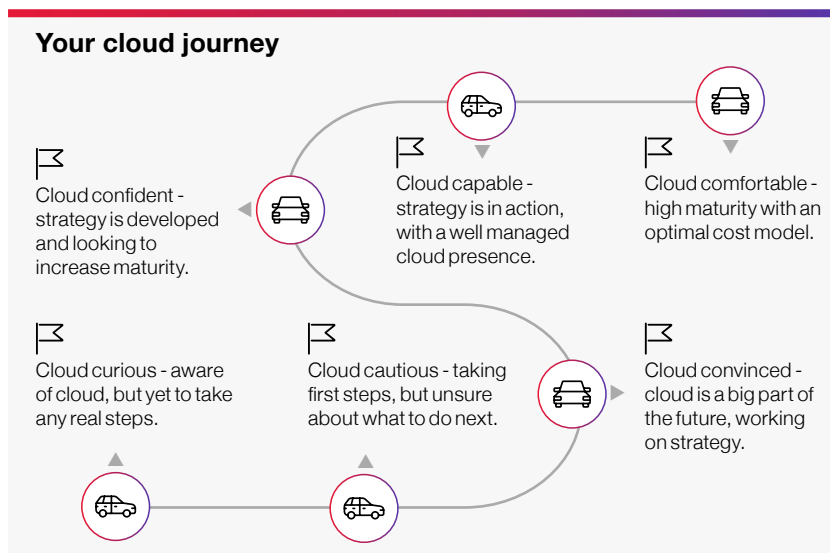 Your cloud journey
Cloud confident -
strategy is developed
and looking to
increase maturity.
Cloud capable -
strategy is in action,
with a well managed
cloud presence.
Cloud comfortable -
high maturity with an
optimal cost model.
Cloud curious - aware
of cloud, but yet to take
any real steps.
Cloud cautious - taking
first steps, but unsure
about what to do next.
Cloud convinced -
cloud is a big part of
the future, working
on strategy.